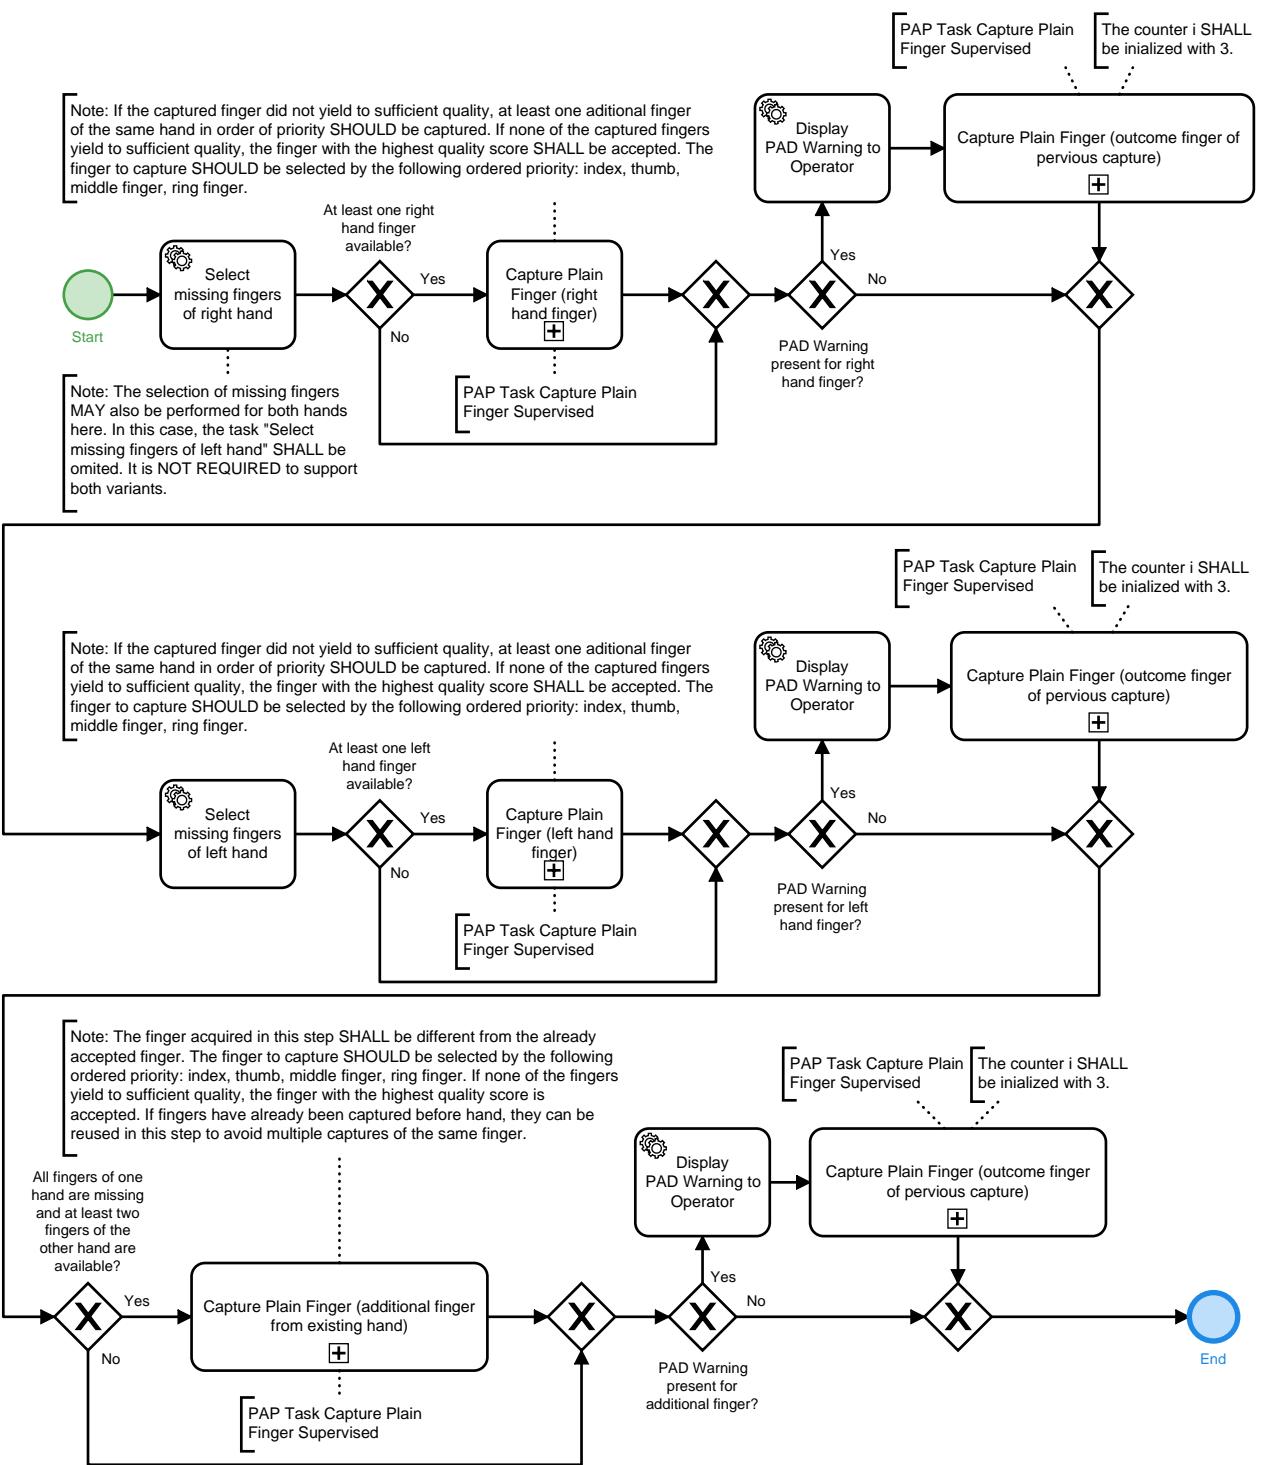 PAP Task Capture Plain
Finger Supervised
The counter i SHALL
be inialized with 3.
Note: If the captured finger did not yield to sufficient quality, at least one aditional finger
of the same hand in order of priority SHOULD be captured. If none of the captured fingers
yield to sufficient quality, the finger with the highest quality score SHALL be accepted. The
finger to capture SHOULD be selected by the following ordered priority: index, thumb,
middle finger, ring finger.
Display
PAD Warning to
Operator
Capture Plain Finger (outcome finger of
pervious capture)
At least one right
hand finger
available?
Start
Select
missing fingers
of right hand
Yes
No
Capture Plain
Finger (right
hand finger)
Yes
No
PAD Warning
present for right
hand finger?
Note: The selection of missing fingers
MAY also be performed for both hands
here. In this case, the task "Select
missing fingers of left hand" SHALL be
omited. It is NOT REQUIRED to support
both variants.
PAP Task Capture Plain
Finger Supervised
PAP Task Capture Plain
Finger Supervised
The counter i SHALL
be inialized with 3.
Note: If the captured finger did not yield to sufficient quality, at least one aditional finger
of the same hand in order of priority SHOULD be captured. If none of the captured fingers
yield to sufficient quality, the finger with the highest quality score SHALL be accepted. The
finger to capture SHOULD be selected by the following ordered priority: index, thumb,
middle finger, ring finger.
Display
PAD Warning to
Operator
Capture Plain Finger (outcome finger
of pervious capture)
At least one left
hand finger
available?
Select
missing fingers
of left hand
Yes
No
Capture Plain
Finger (left hand
finger)
Yes
No
PAD Warning
present for left
hand finger?
PAP Task Capture Plain
Finger Supervised
Note: The finger acquired in this step SHALL be different from the already
accepted finger. The finger to capture SHOULD be selected by the following
ordered priority: index, thumb, middle finger, ring finger. If none of the fingers
yield to sufficient quality, the finger with the highest quality score is
accepted. If fingers have already been captured before hand, they can be
reused in this step to avoid multiple captures of the same finger.
PAP Task Capture Plain
Finger Supervised
The counter i SHALL
be inialized with 3.
Display
PAD Warning to
Operator
Capture Plain Finger (outcome finger
of pervious capture)
All fingers of one
hand are missing
and at least two
fingers of the
other hand are
available?
Yes
No
Capture Plain Finger (additional finger
from existing hand)
Yes
No
PAD Warning
present for
additional finger?
End
PAP Task Capture Plain
Finger Supervised